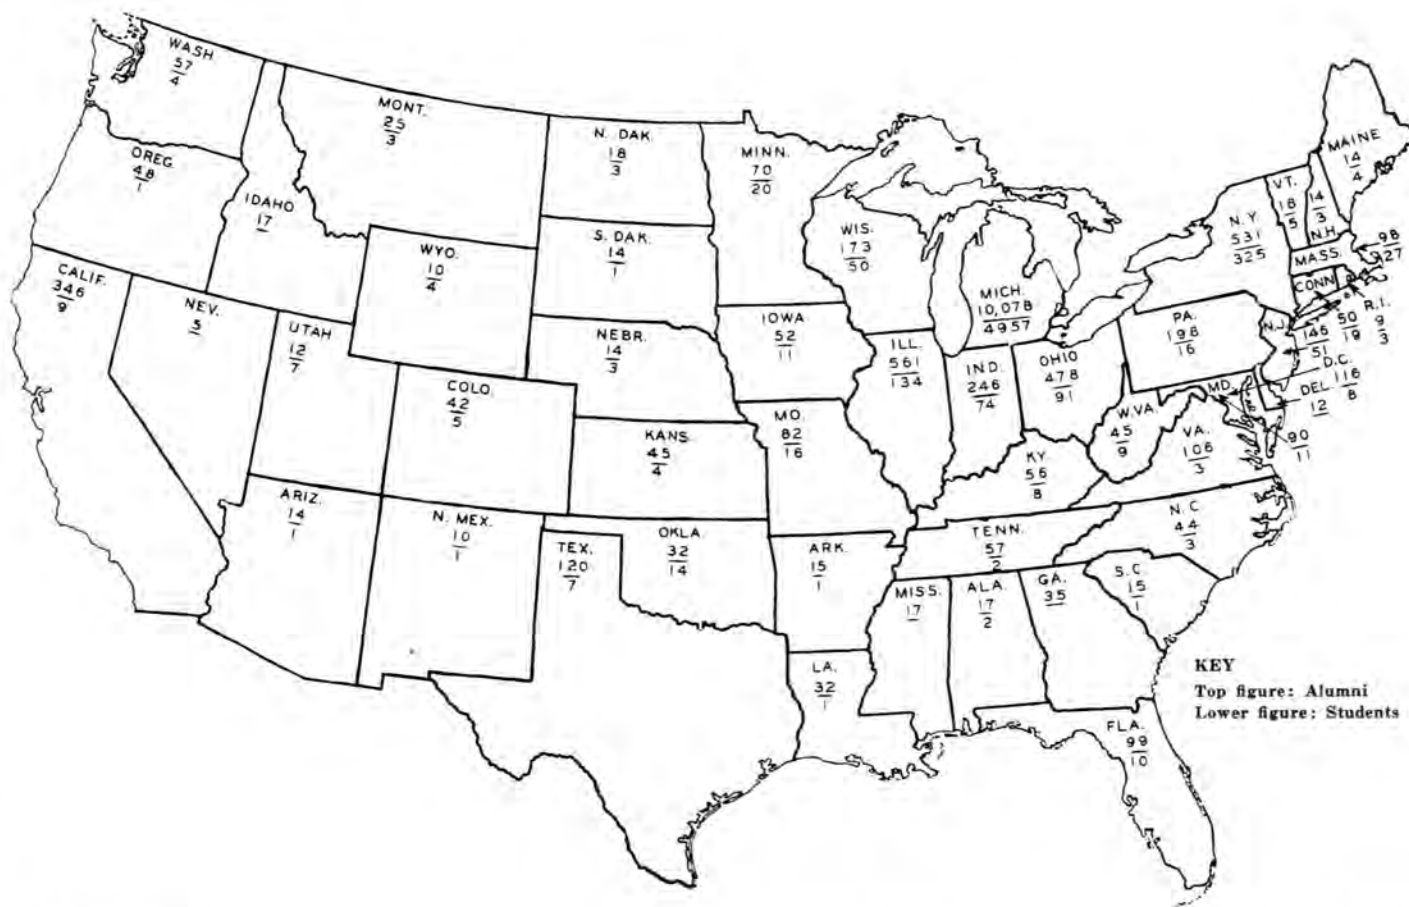 WASH.
57
4
OREG.
48
1
CALIF.
346
9
IDAHO
17
NEV.
5
MONT.
25
3
WYO.
10
4
UTAH
12
7
COLO.
42
5
ARIZ.
14
1
N. MEX.
10
1
N. DAK.
18
3
S. DAK.
14
1
NEBR.
14
3
KANS.
45
4
OKLA.
32
14
TEX.
120
7
MINN.
70
20
IOWA
52
11
MO.
82
16
ARK.
15
1
LA.
32
1
WIS.
173
50
ILL.
561
134
MICH.
10,078
4957
IND.
246
74
OHIO
478
91
KY.
56
8
TENN.
57
2
MISS.
17
ALA.
17
2
GA.
35
FLA.
99
10
S.C.
15
1
N.C.
44
3
VA.
106
3
W.VA.
45
9
PA.
198
16
N.Y.
531
325
VT.
18
5
14
3
N.H.
MAINE
14
4
MASS.
98
27
CONN.
50
19
R.I.
9
3
N.J.
146
51
D.C.
116
8
DEL.
12
MD.
90
11
KEY
Top figure: Alumni
Lower figure: Students